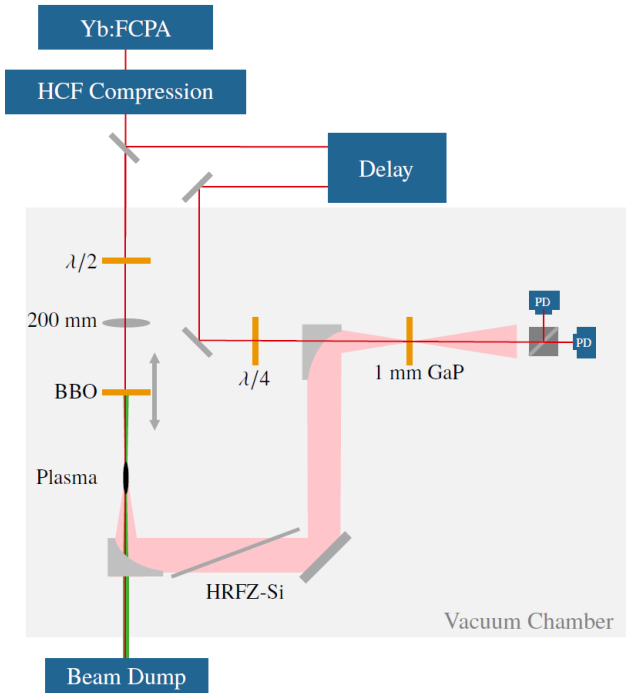 Yb:FCPA
HCF Compression
Delay
λ/2
200 mm
PD
PD
λ/4
1 mm GaP
BBO
Plasma
HRFZ-Si
Vacuum Chamber
Beam Dump